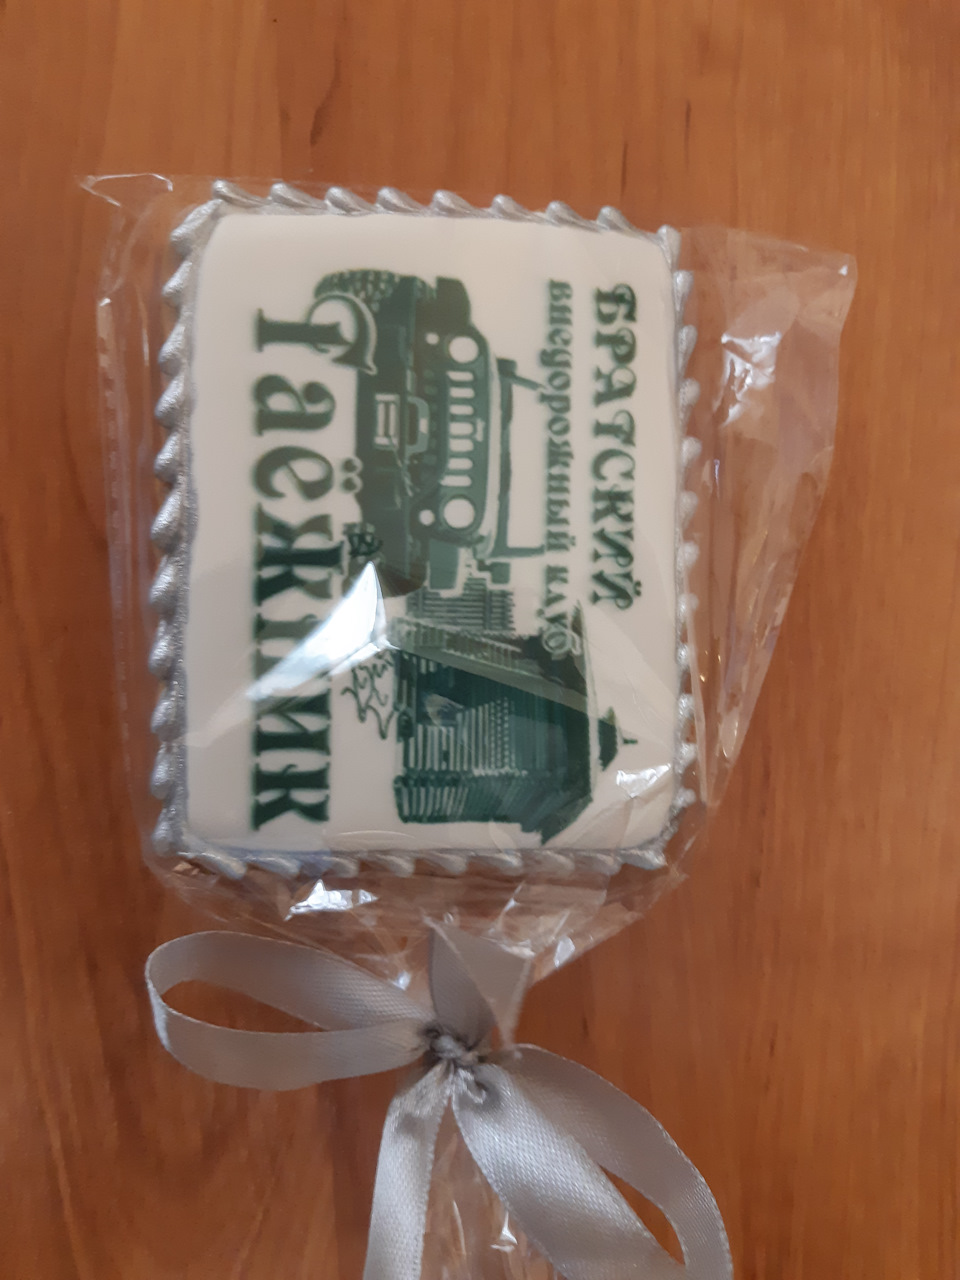 БРАТСКИЙ
внедорожный клуб
Таёжник